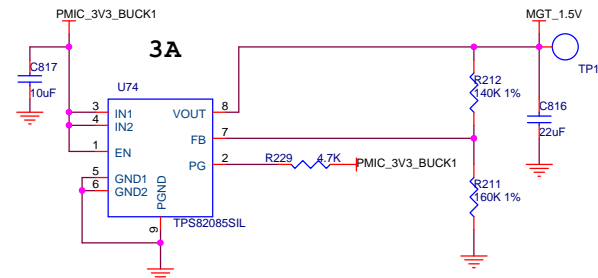 PMIC_3V3_BUCK1
MGT_1.5V
3A
C817
10uF
U74
TP1
R212
140K 1%
C816
22uF
3 IN1 VOUT 8
4 IN2
FB 7
1 EN
PG 2
R229 4.7K PMIC_3V3_BUCK1
5 GND1
6 GND2
PGND
9
R211
160K 1%
TPS82085SIL